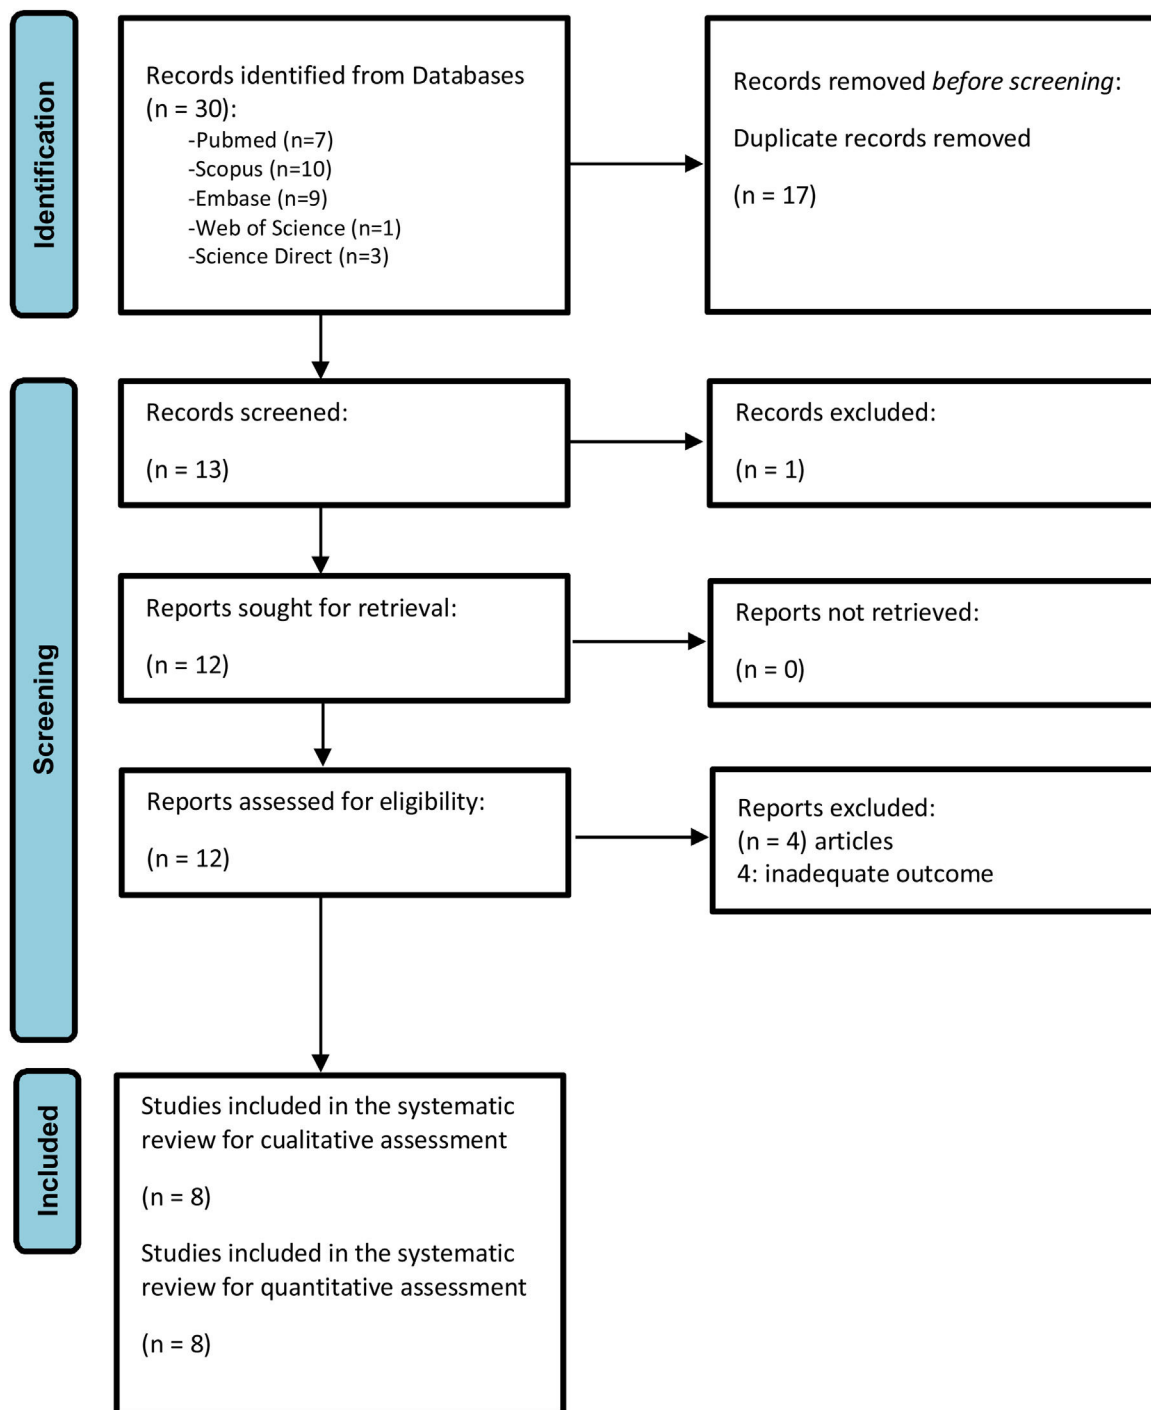 Identification
Records identified from Databases
(n = 30):
-Pubmed (n=7)
-Scopus (n=10)
-Embase (n=9)
-Web of Science (n=1)
-Science Direct (n=3)
Records removed before screening:
Duplicate records removed
(n = 17)
Screening
Records screened:
(n = 13)
Records excluded:
(n = 1)
Reports sought for retrieval:
(n = 12)
Reports not retrieved:
(n = 0)
Reports assessed for eligibility:
(n = 12)
Reports excluded:
(n = 4) articles
4: inadequate outcome
Included
Studies included in the systematic
review for cualitative assessment
(n = 8)
Studies included in the systematic
review for quantitative assessment
(n = 8)